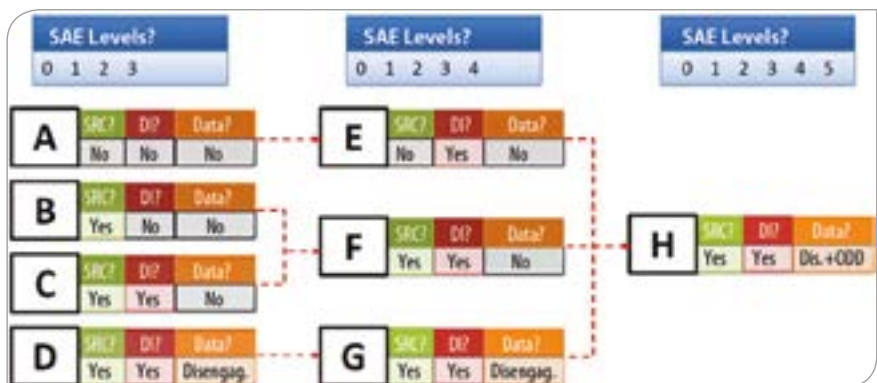 SAE Levels?
0 1 2 3
SAE Levels?
0 1 2 3 4
SAE Levels?
0 1 2 3 4 5
A
SRC? DI? Data?
No No No
E
SRC? DI? Data?
No Yes No
B
SRC? DI? Data?
Yes No No
F
SRC? DI? Data?
Yes Yes No
H
SRC? DI? Data?
Yes Yes Dis.+ODD
C
SRC? DI? Data?
Yes Yes No
D
SRC? DI? Data?
Yes Yes Disengag.
G
SRC? DI? Data?
Yes Yes Disengag.